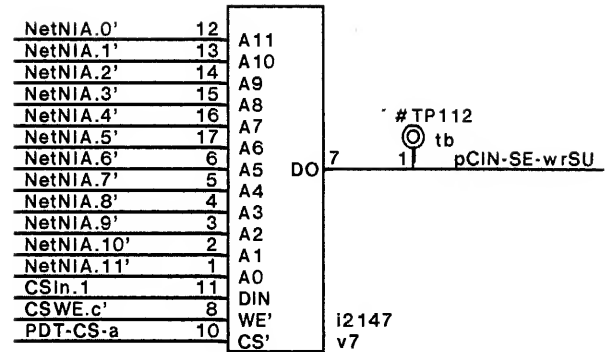 NetNIA.0' 12 A11
NetNIA.1' 13 A10
NetNIA.2' 14 A9
NetNIA.3' 15 A8
NetNIA.4' 16 A7
NetNIA.5' 17 A6
NetNIA.6' 6 A5 DO 7
NetNIA.7' 5 A4
NetNIA.8' 4 A3
NetNIA.9' 3 A2
NetNIA.10' 2 A1
NetNIA.11' 1 A0
CSIn.1 11 DIN
CSWE.c' 8 WE'
PDT-CS-a 10 CS'
#TP112
tb
1 pCIN-SE-wrSU
i2147
v7